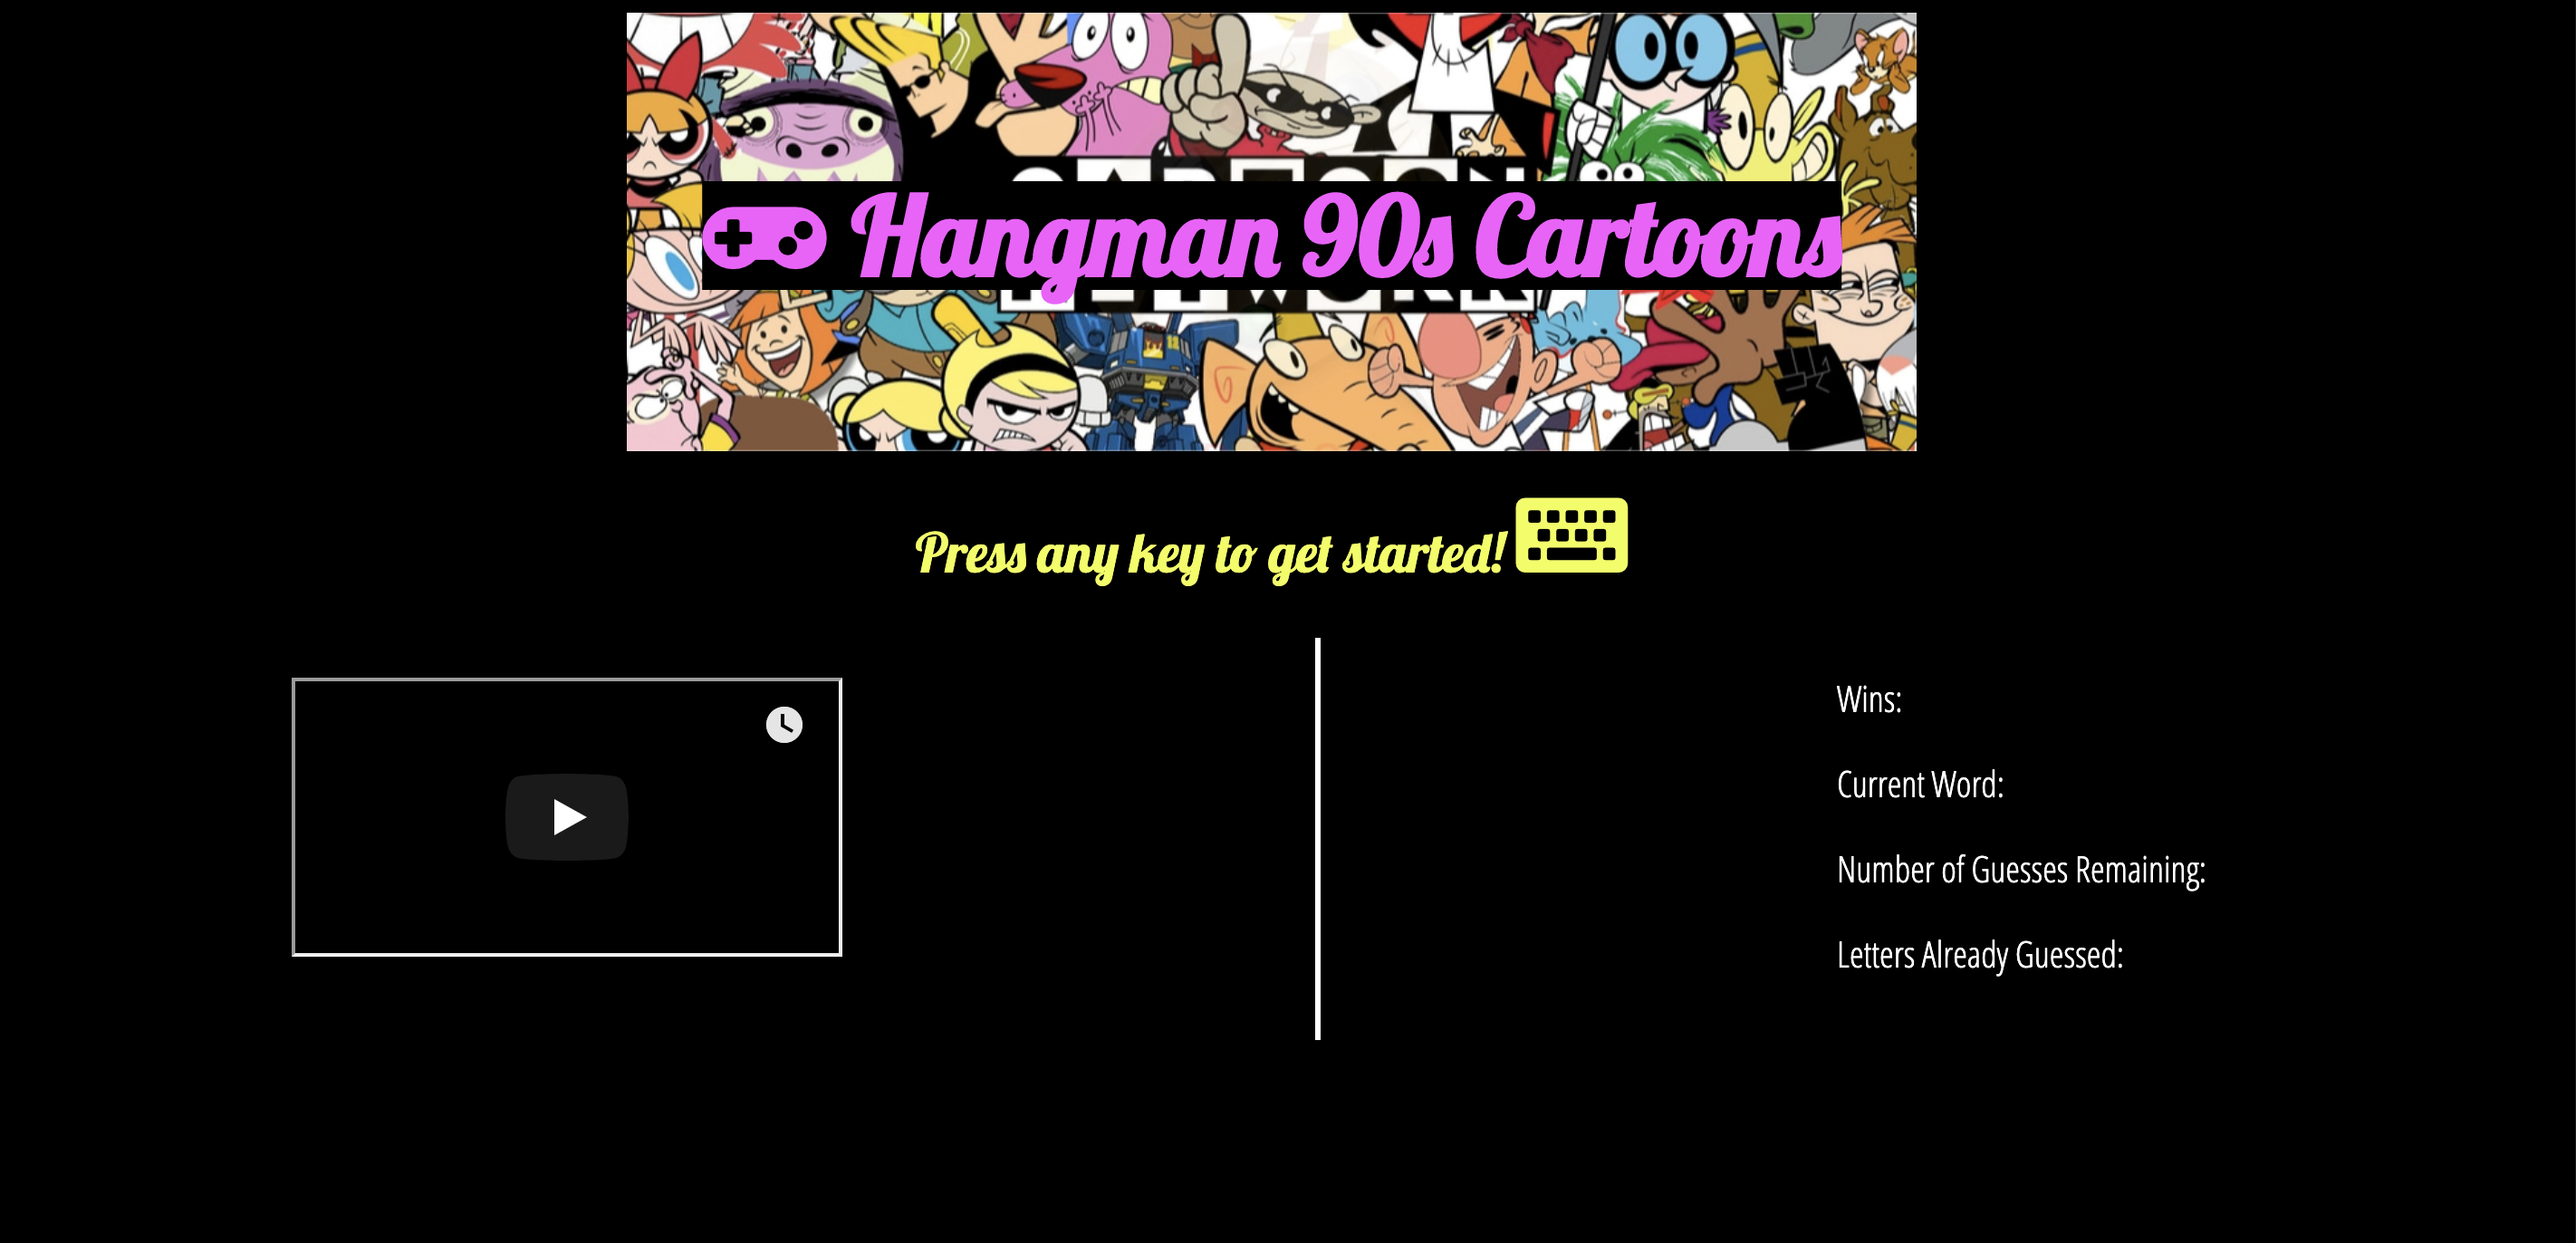 Hangman 90s Cartoons
Press any key to get started!
Wins:
Current Word:
Number of Guesses Remaining:
Letters Already Guessed: